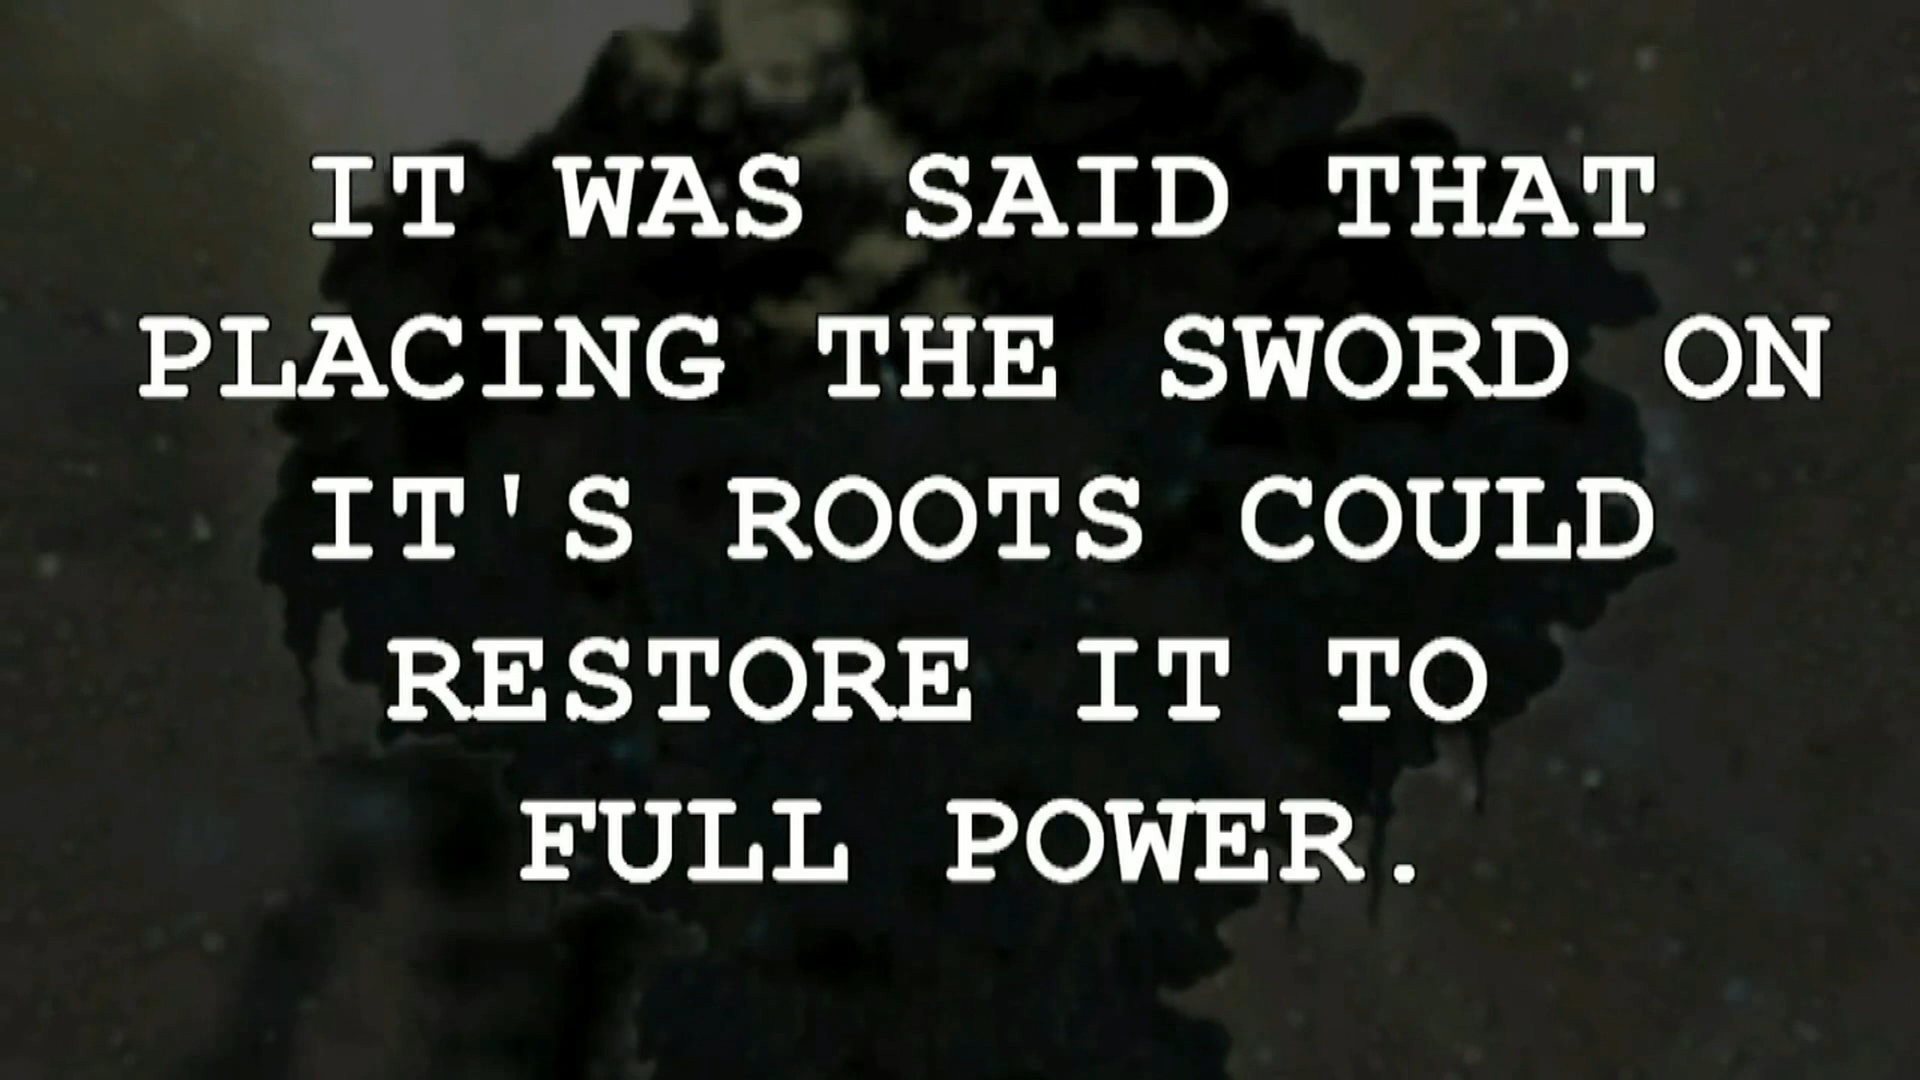 IT WAS SAID THAT
PLACING THE SWORD ON
IT'S ROOTS COULD
RESTORE IT TO
FULL POWER.